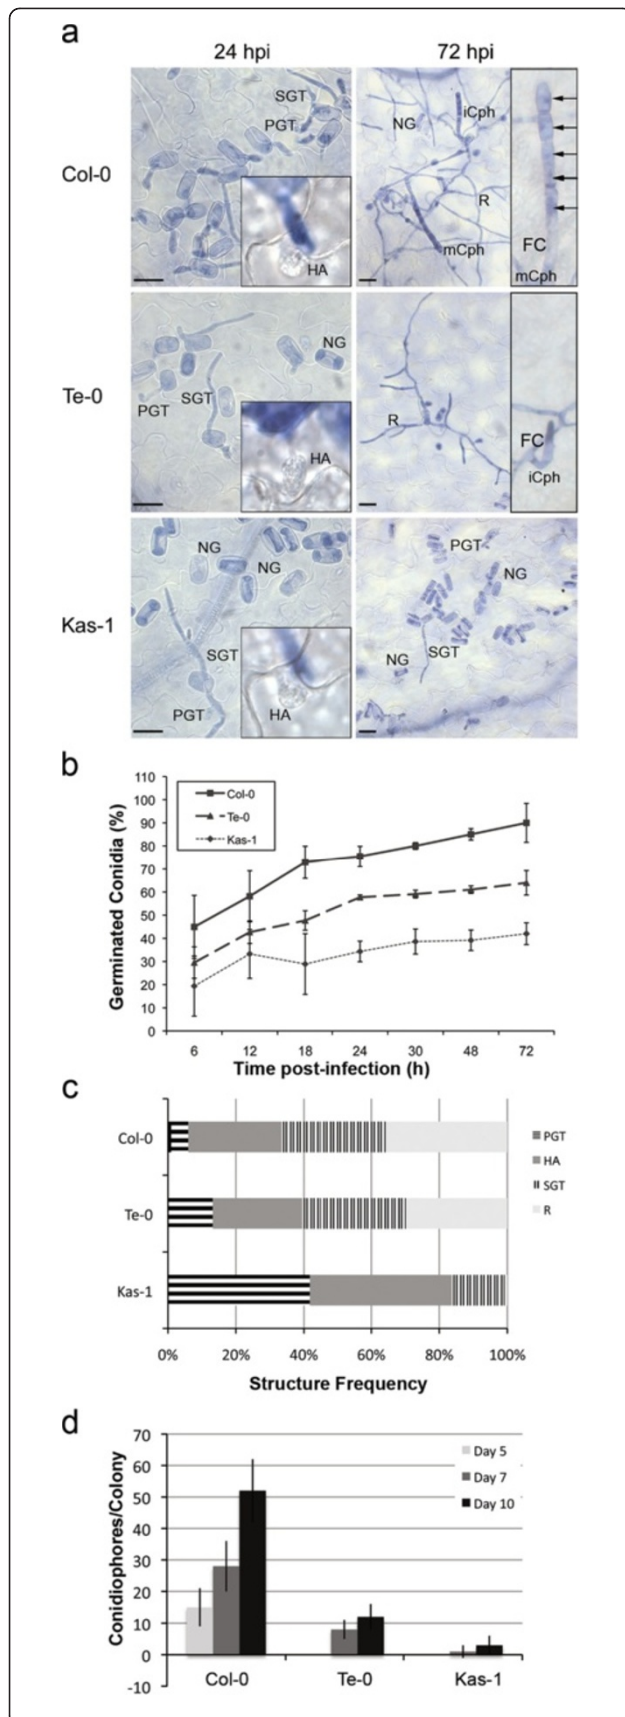 a
24 hpi
72 hpi
Col-0
SGT
PGT
HA
NG
iCph
R
mCph
FC
mCph
Te-0
NG
PGT
SGT
HA
R
FC
iCph
Kas-1
NG
NG
SGT
PGT
HA
PGT
NG
NG
SGT
b
Germinated Conidia (%)
110
100
90
80
70
60
50
40
30
20
10
0
Col-0
Te-0
Kas-1
6 12 18 24 30 48 72
Time post-infection (h)
c
Col-0
Te-0
Kas-1
PGT
HA
SGT
R
0% 20% 40% 60% 80% 100%
Structure Frequency
d
Conidiophores/Colony
70
60
50
40
30
20
10
0
-10
Day 5
Day 7
Day 10
Col-0 Te-0 Kas-1